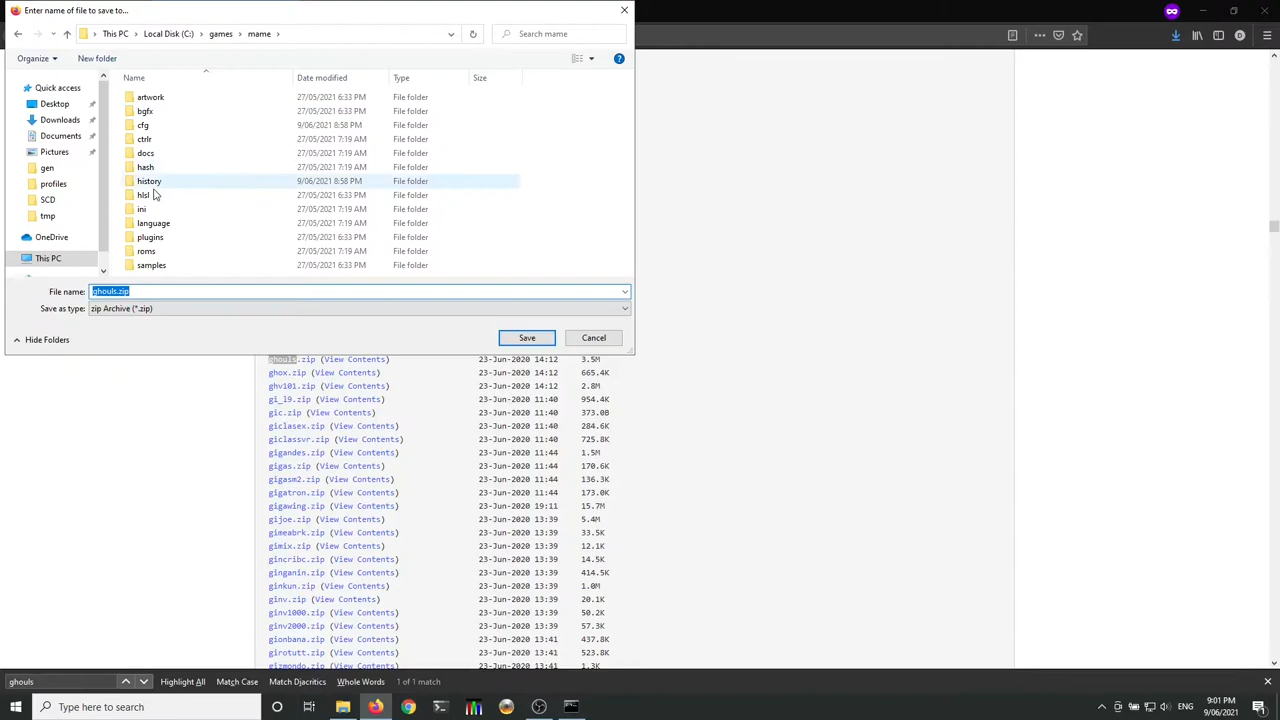 Enter name of file to save to...
This PC > Local Disk (C:) > games > mame >
Search mame
Organize
New folder
Name Date modified Type Size
Quick access
Desktop
Downloads
Documents
Pictures
gen
profiles
SCD
tmp
OneDrive
This PC
artwork 27/05/2021 6:33 PM File folder
bgfx 27/05/2021 6:33 PM File folder
cfg 9/06/2021 8:58 PM File folder
ctrlr 27/05/2021 7:19 AM File folder
docs 27/05/2021 7:19 AM File folder
hash 27/05/2021 7:19 AM File folder
history 9/06/2021 8:58 PM File folder
hlsl 27/05/2021 6:33 PM File folder
ini 27/05/2021 7:19 AM File folder
language 27/05/2021 7:19 AM File folder
plugins 27/05/2021 6:33 PM File folder
roms 27/05/2021 7:19 AM File folder
samples 27/05/2021 6:33 PM File folder
File name: ghouls.zip
Save as type: zip Archive (*.zip)
Hide Folders
Save
Cancel
ghouls.zip (View Contents) 23-Jun-2020 14:12 3.5M
ghox.zip (View Contents) 23-Jun-2020 14:12 665.4K
ghv101.zip (View Contents) 23-Jun-2020 14:12 2.8M
gi_l9.zip (View Contents) 23-Jun-2020 11:40 954.4K
gic.zip (View Contents) 23-Jun-2020 11:40 373.0B
giclasex.zip (View Contents) 23-Jun-2020 11:40 284.6K
giclassvr.zip (View Contents) 23-Jun-2020 11:40 725.8K
gigandes.zip (View Contents) 23-Jun-2020 11:44 1.5M
gigas.zip (View Contents) 23-Jun-2020 11:44 170.6K
gigasm2.zip (View Contents) 23-Jun-2020 11:44 136.3K
gigatron.zip (View Contents) 23-Jun-2020 11:44 173.0K
gigawing.zip (View Contents) 23-Jun-2020 19:11 15.7M
gijoe.zip (View Contents) 23-Jun-2020 13:39 5.4M
gimeabrk.zip (View Contents) 23-Jun-2020 13:39 33.5K
gimix.zip (View Contents) 23-Jun-2020 13:39 12.1K
gincribc.zip (View Contents) 23-Jun-2020 13:39 14.5K
ginganin.zip (View Contents) 23-Jun-2020 13:39 414.5K
ginkun.zip (View Contents) 23-Jun-2020 13:39 1.0M
ginv.zip (View Contents) 23-Jun-2020 13:39 20.1K
ginv1000.zip (View Contents) 23-Jun-2020 13:39 50.2K
ginv2000.zip (View Contents) 23-Jun-2020 13:39 57.3K
gionbana.zip (View Contents) 23-Jun-2020 13:41 437.8K
girotutt.zip (View Contents) 23-Jun-2020 13:41 523.8K
gizmondo.zip (View Contents) 23-Jun-2020 13:41 1.3K
ghouls
Highlight All
Match Case
Match Diacritics
Whole Words
1 of 1 match
Type here to search
ENG
9:01 PM
9/06/2021